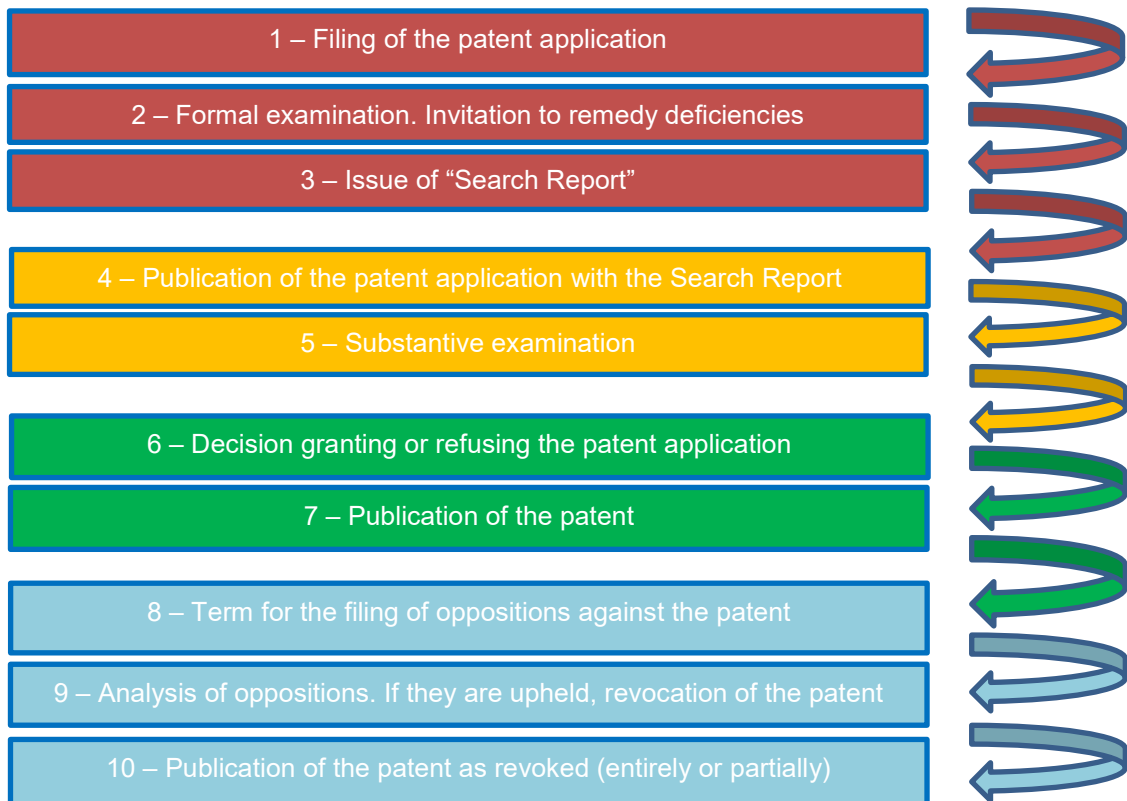 1 – Filing of the patent application
2 – Formal examination. Invitation to remedy deficiencies
3 – Issue of “Search Report”
4 – Publication of the patent application with the Search Report
5 – Substantive examination
6 – Decision granting or refusing the patent application
7 – Publication of the patent
8 – Term for the filing of oppositions against the patent
9 – Analysis of oppositions. If they are upheld, revocation of the patent
10 – Publication of the patent as revoked (entirely or partially)